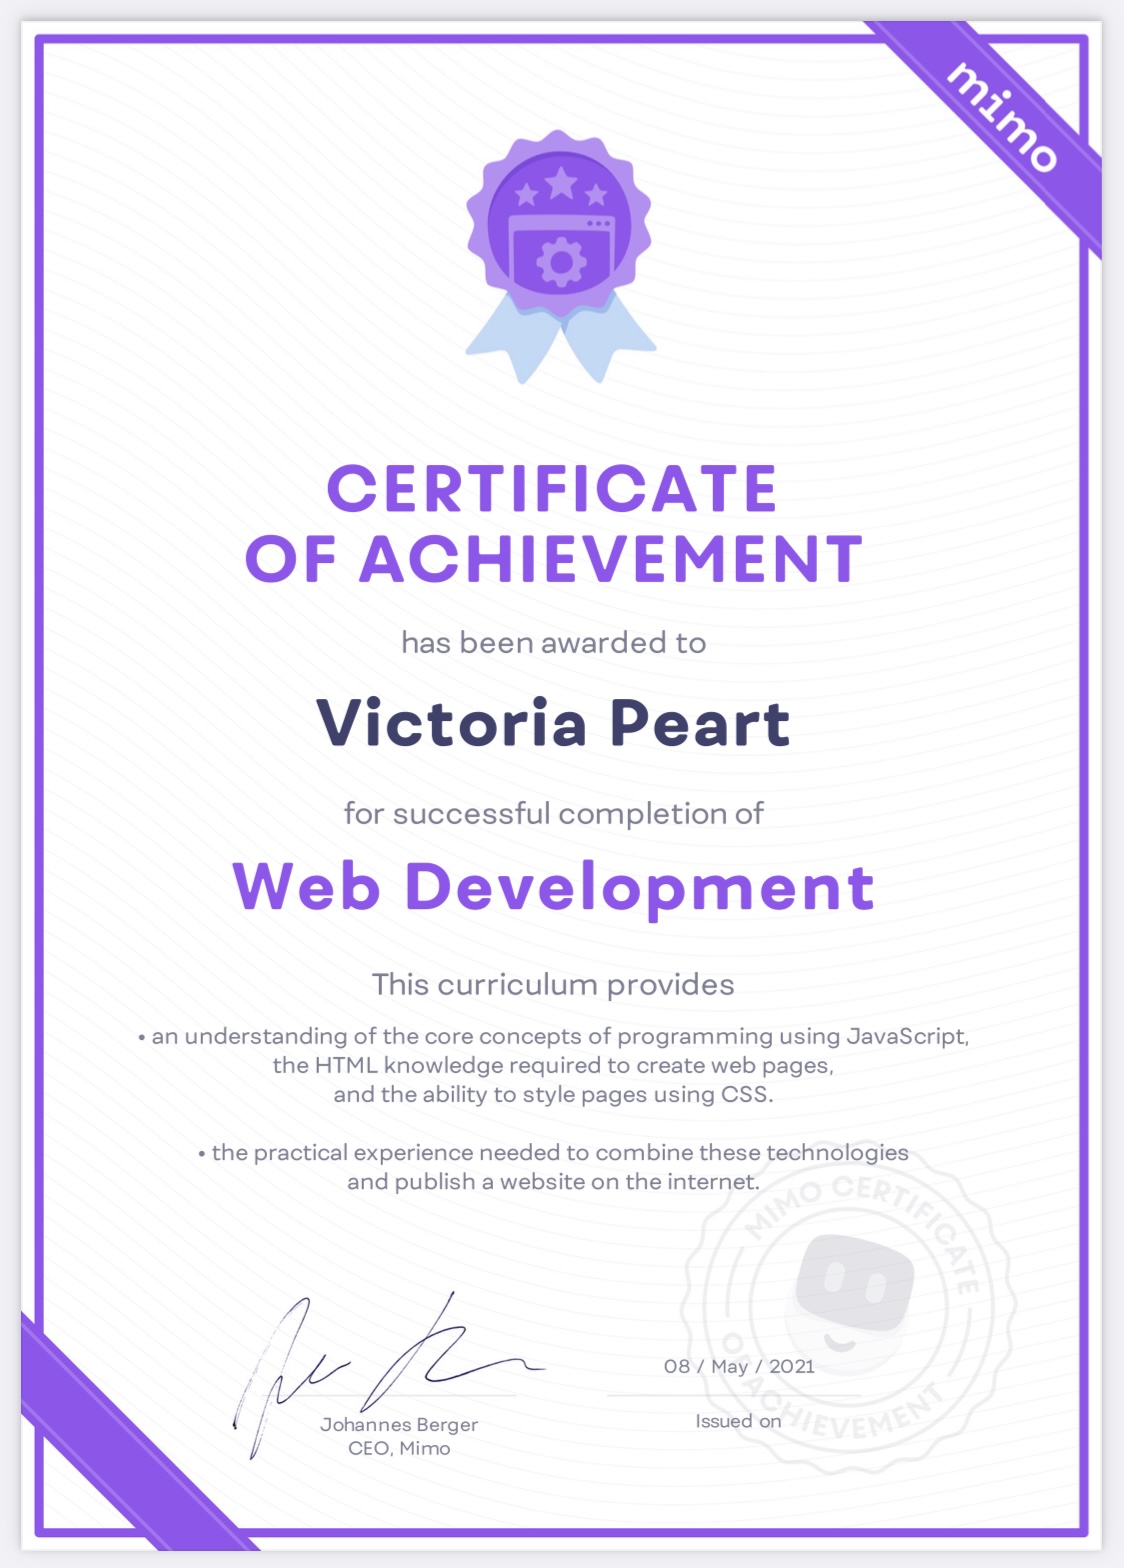 mimo
CERTIFICATE
OF ACHIEVEMENT
has been awarded to
Victoria Peart
for successful completion of
Web Development
This curriculum provides
• an understanding of the core concepts of programming using JavaScript,
the HTML knowledge required to create web pages,
and the ability to style pages using CSS.
• the practical experience needed to combine these technologies
and publish a website on the internet.
MIMO CERTIFICATE
OF ACHIEVEMENT
08 / May / 2021
Johannes Berger
CEO, Mimo
Issued on